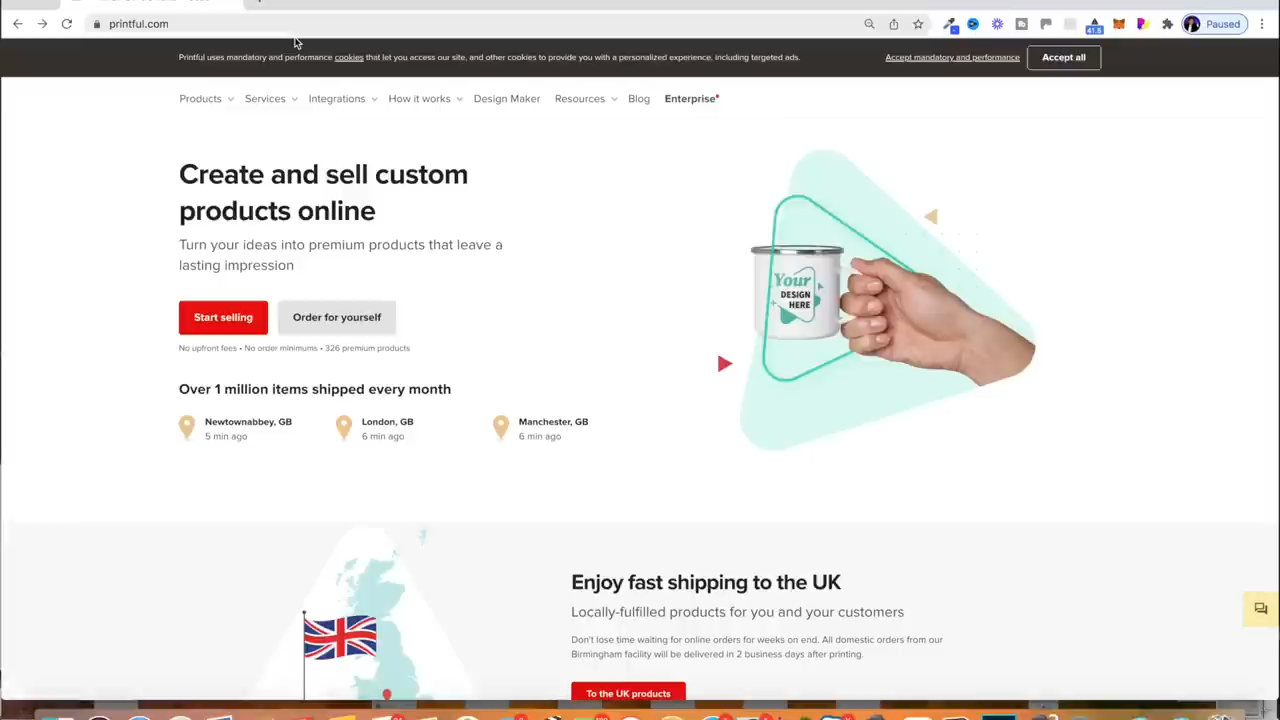 printful.com
Paused
41.5
Printful uses mandatory and performance cookies that let you access our site, and other cookies to provide you with a personalized experience, including targeted ads.
Accept mandatory and performance
Accept all
Products Services Integrations How it works Design Maker Resources Blog Enterprise
Create and sell custom
products online
Turn your ideas into premium products that leave a
lasting impression
Your
DESIGN
HERE
Start selling
Order for yourself
No upfront fees • No order minimums • 326 premium products
Over 1 million items shipped every month
Newtownabbey, GB
5 min ago
London, GB
6 min ago
Manchester, GB
6 min ago
Enjoy fast shipping to the UK
Locally-fulfilled products for you and your customers
Don't lose time waiting for online orders for weeks on end. All domestic orders from our
Birmingham facility will be delivered in 2 business days after printing.
To the UK products